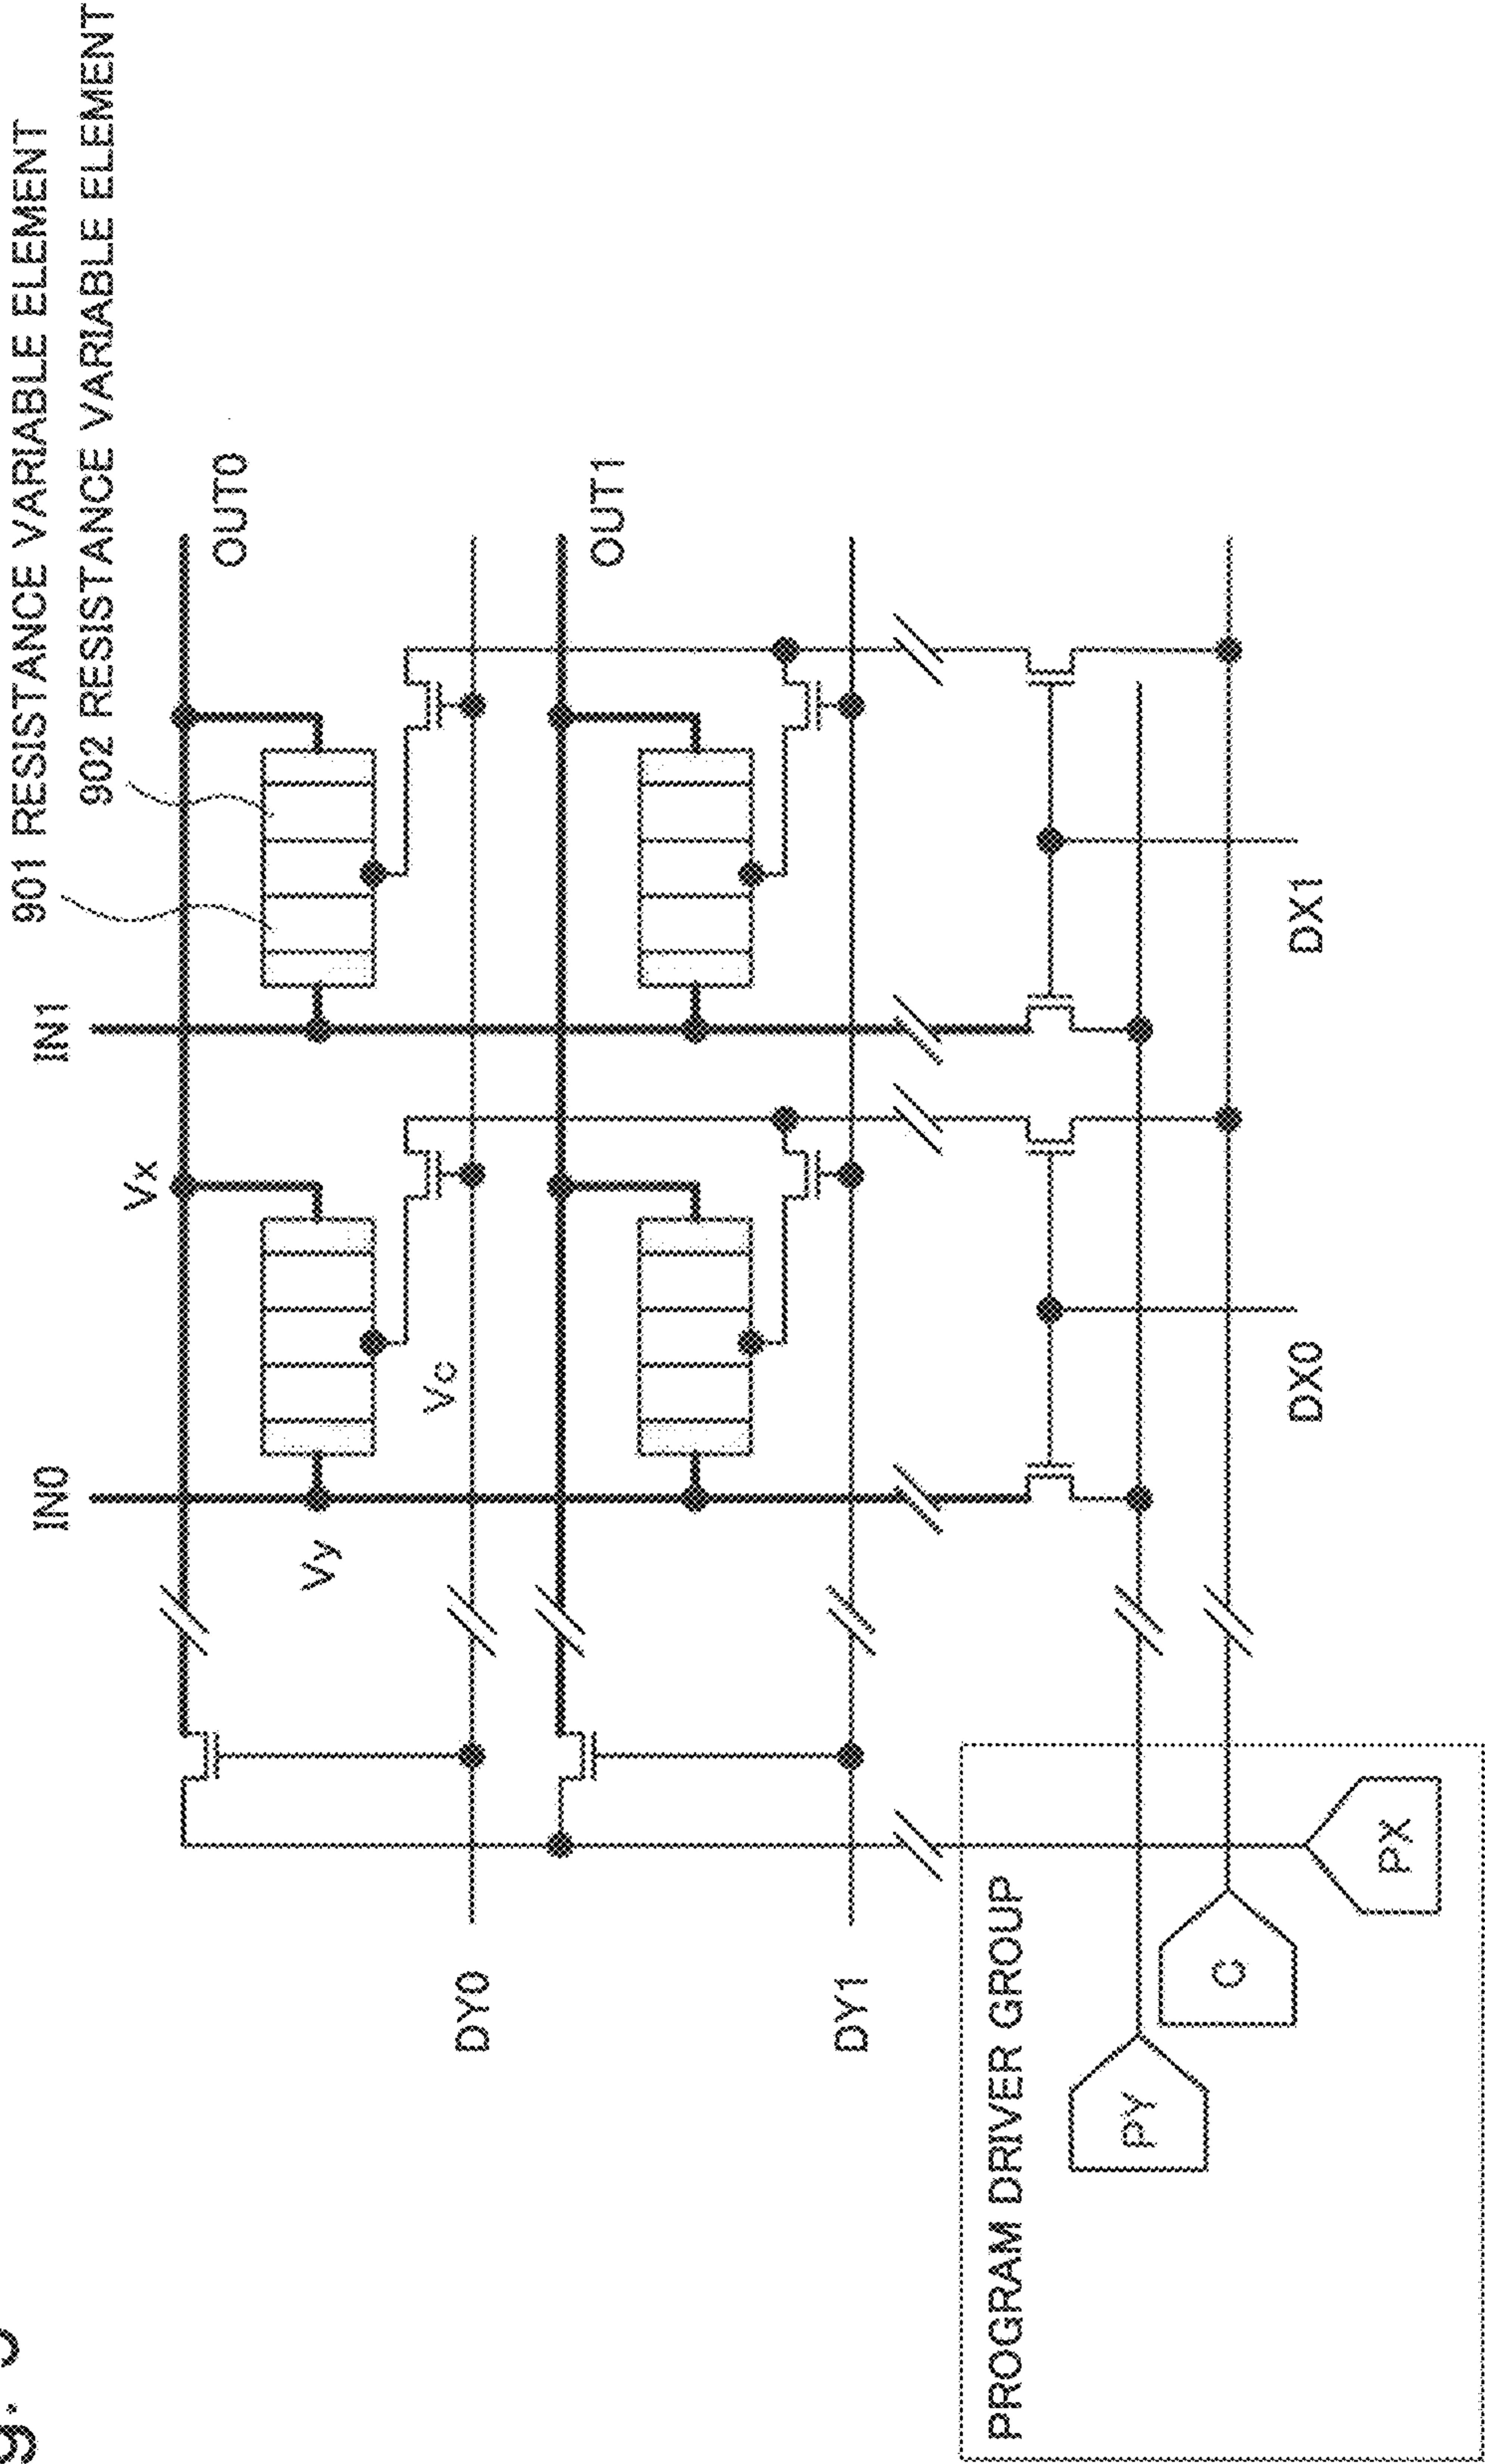 901 RESISTANCE VARIABLE ELEMENT
902 RESISTANCE VARIABLE ELEMENT
IN0
IN1
Vx
OUT0
Vy
Vc
DY0
OUT1
DY1
PROGRAM DRIVER GROUP
PY
C
PX
DX0
DX1